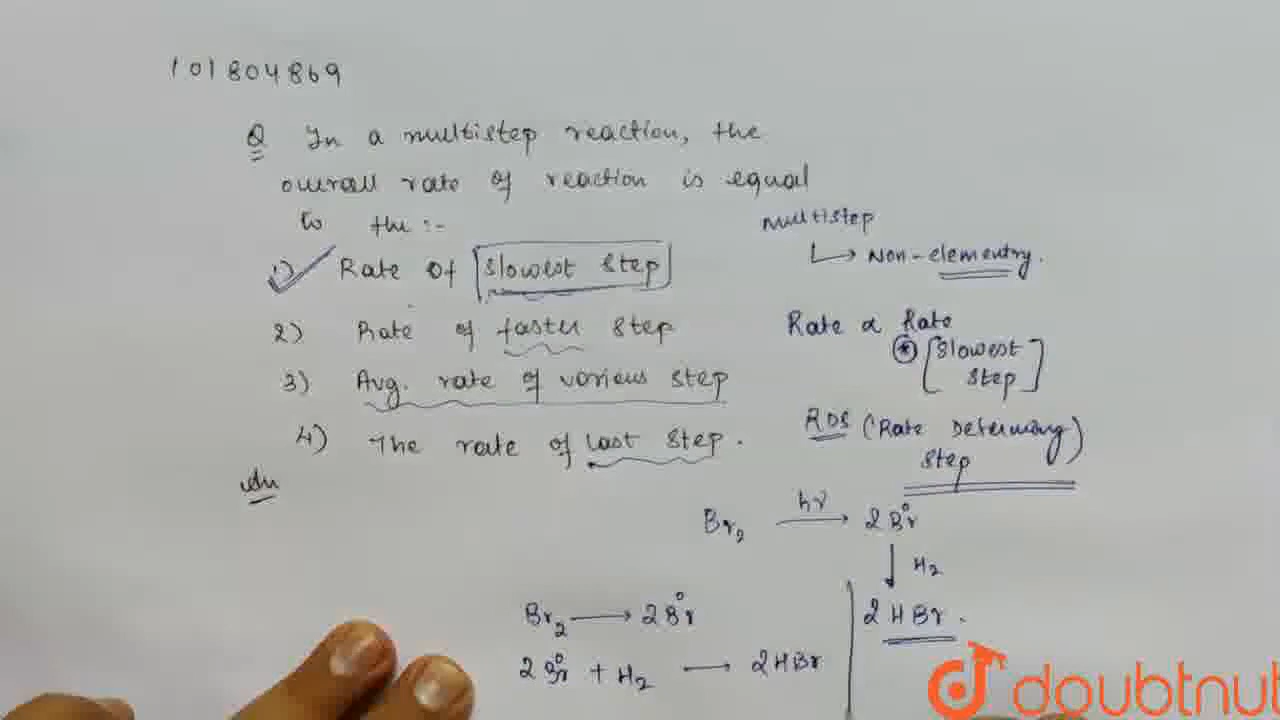 101804869
Q In a multistep reaction, the
overall rate of reaction is equal
to the :-
1) Rate of slowest step
2) Rate of faster step
3) Avg. rate of various step
4) The rate of last step.
multistep
↳ Non-elementry.
Rate α Rate
[slowest
step]
RDS (Rate Determing
step)
Br₂ hν → 2Br°
↓ H₂
2HBr.
Br₂ → 2Br°
2Br° + H₂ → 2HBr
doubtnut